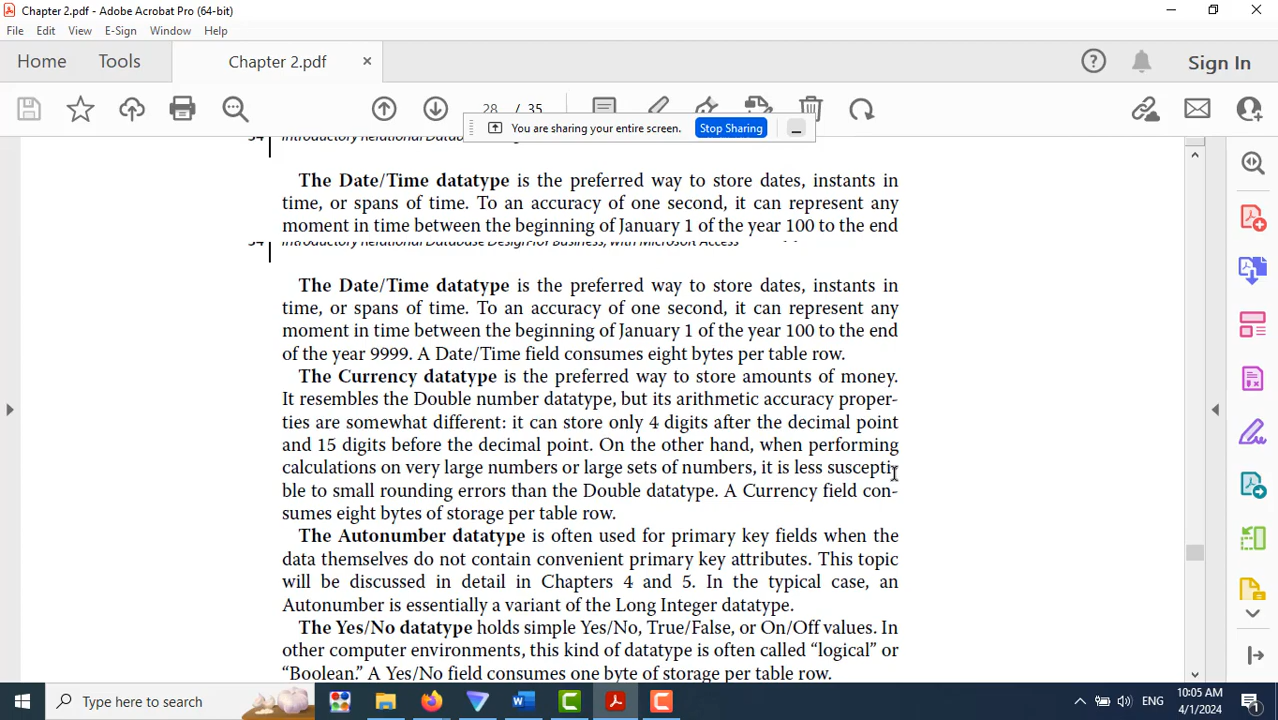 Chapter 2.pdf - Adobe Acrobat Pro (64-bit)
File Edit View E-Sign Window Help
Home Tools Chapter 2.pdf × Sign In
28 / 35
You are sharing your entire screen. Stop Sharing
34 Introductory Relational
The Date/Time datatype is the preferred way to store dates, instants in
time, or spans of time. To an accuracy of one second, it can represent any
moment in time between the beginning of January 1 of the year 100 to the end
34 Introductory Relational Database Design For Business, With Microsoft Access
The Date/Time datatype is the preferred way to store dates, instants in
time, or spans of time. To an accuracy of one second, it can represent any
moment in time between the beginning of January 1 of the year 100 to the end
of the year 9999. A Date/Time field consumes eight bytes per table row.
The Currency datatype is the preferred way to store amounts of money.
It resembles the Double number datatype, but its arithmetic accuracy proper-
ties are somewhat different: it can store only 4 digits after the decimal point
and 15 digits before the decimal point. On the other hand, when performing
calculations on very large numbers or large sets of numbers, it is less suscepti
ble to small rounding errors than the Double datatype. A Currency field con-
sumes eight bytes of storage per table row.
The Autonumber datatype is often used for primary key fields when the
data themselves do not contain convenient primary key attributes. This topic
will be discussed in detail in Chapters 4 and 5. In the typical case, an
Autonumber is essentially a variant of the Long Integer datatype.
The Yes/No datatype holds simple Yes/No, True/False, or On/Off values. In
other computer environments, this kind of datatype is often called “logical” or
“Boolean.” A Yes/No field consumes one byte of storage per table row.
Type here to search
ENG
10:05 AM
4/1/2024
1